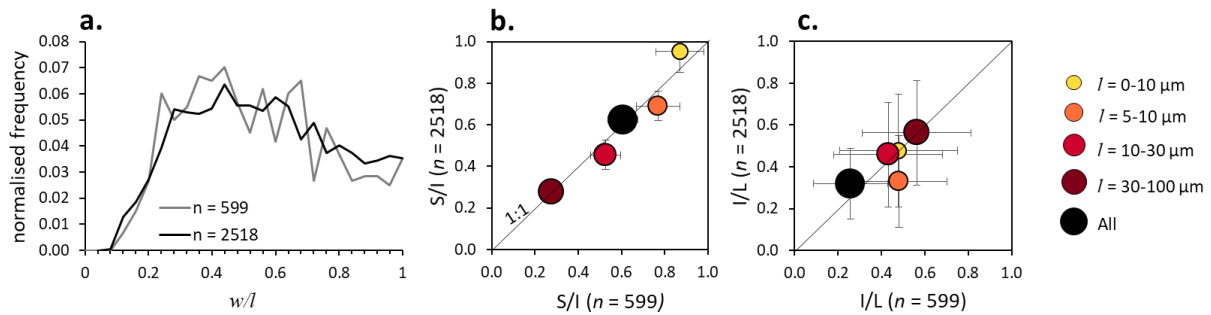 a.
normalised frequency
0.08
0.07
0.06
0.05
0.04
0.03
0.02
0.01
0.00
n = 599
n = 2518
0 0.2 0.4 0.6 0.8 1
w/l
b.
S/I (n = 2518)
1.0
0.8
0.6
0.4
0.2
0.0
1:1
0.0 0.2 0.4 0.6 0.8 1.0
S/I (n = 599)
c.
I/L (n = 2518)
1.0
0.8
0.6
0.4
0.2
0.0
0.0 0.2 0.4 0.6 0.8 1.0
I/L (n = 599)
l = 0-10 μm
l = 5-10 μm
l = 10-30 μm
l = 30-100 μm
All